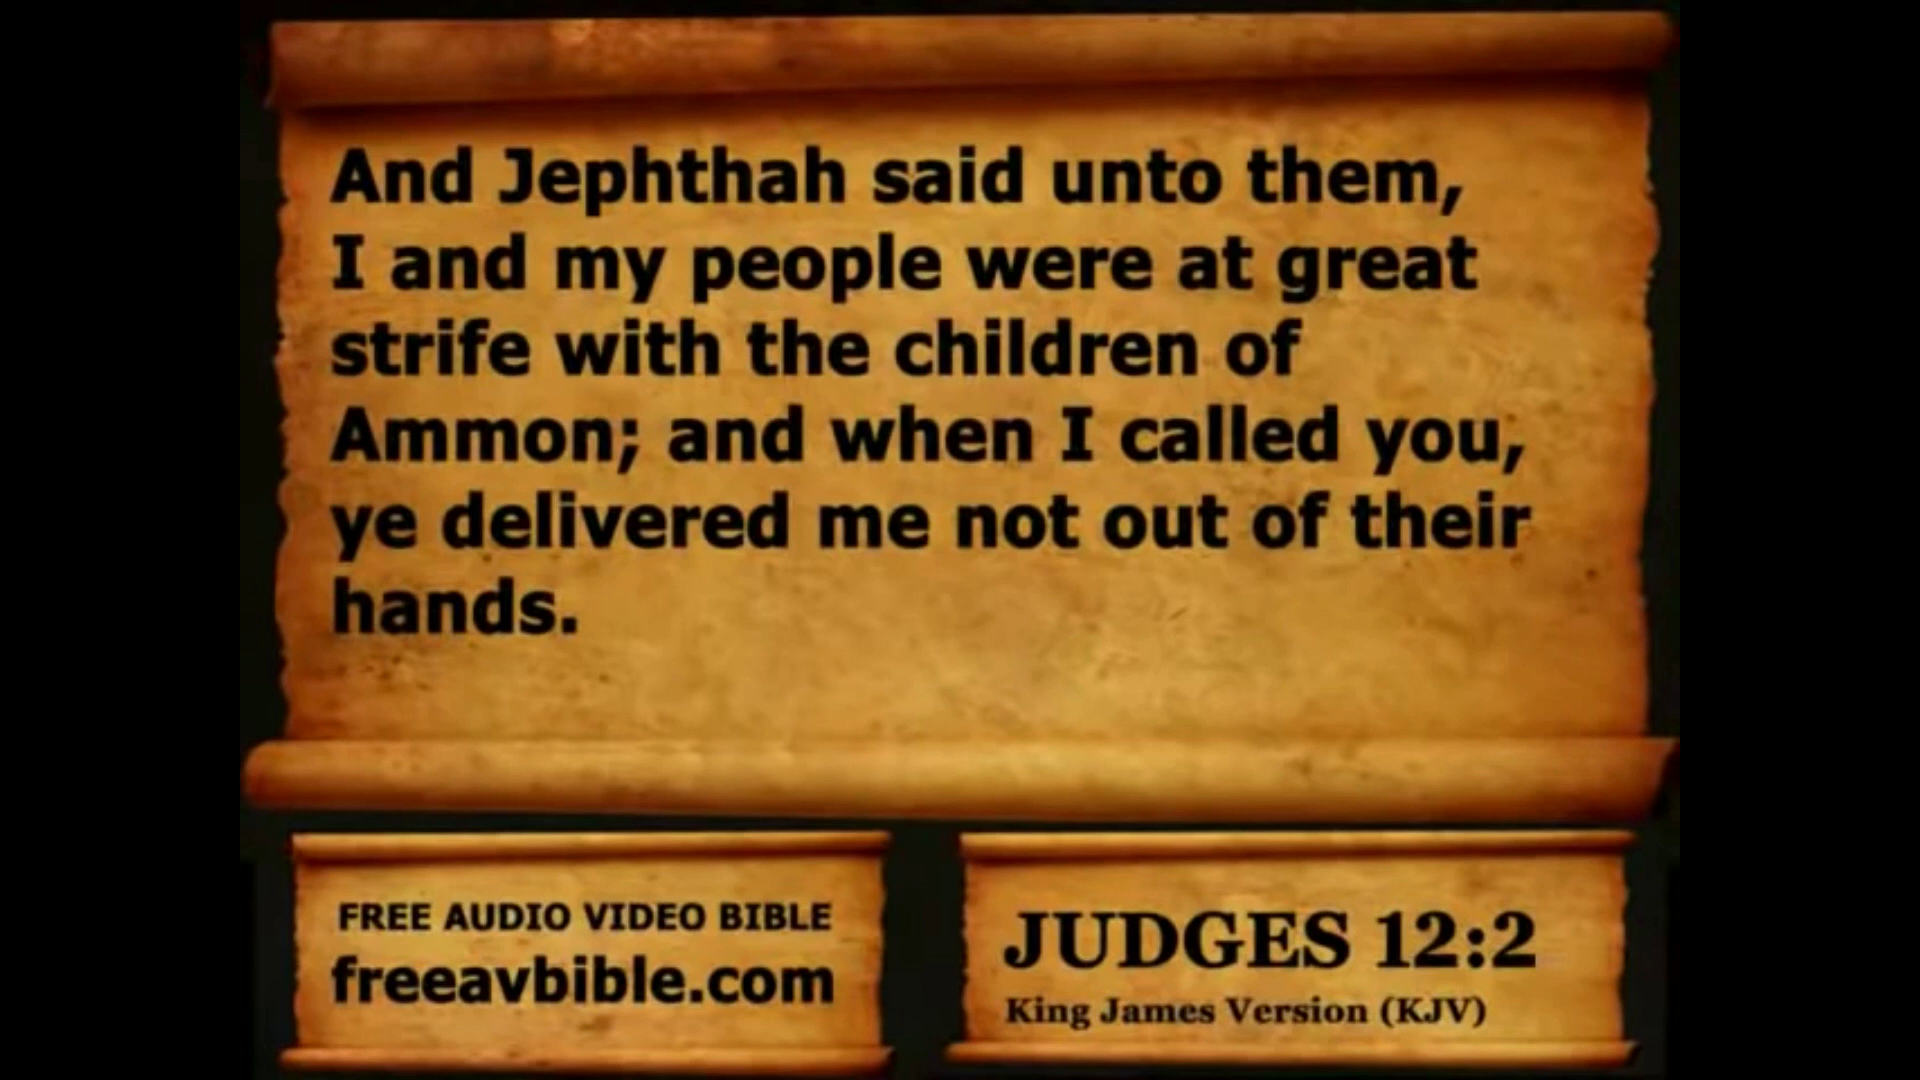 And Jephthah said unto them,
I and my people were at great
strife with the children of
Ammon; and when I called you,
ye delivered me not out of their
hands.
FREE AUDIO VIDEO BIBLE
freeavbible.com
JUDGES 12:2
King James Version (KJV)